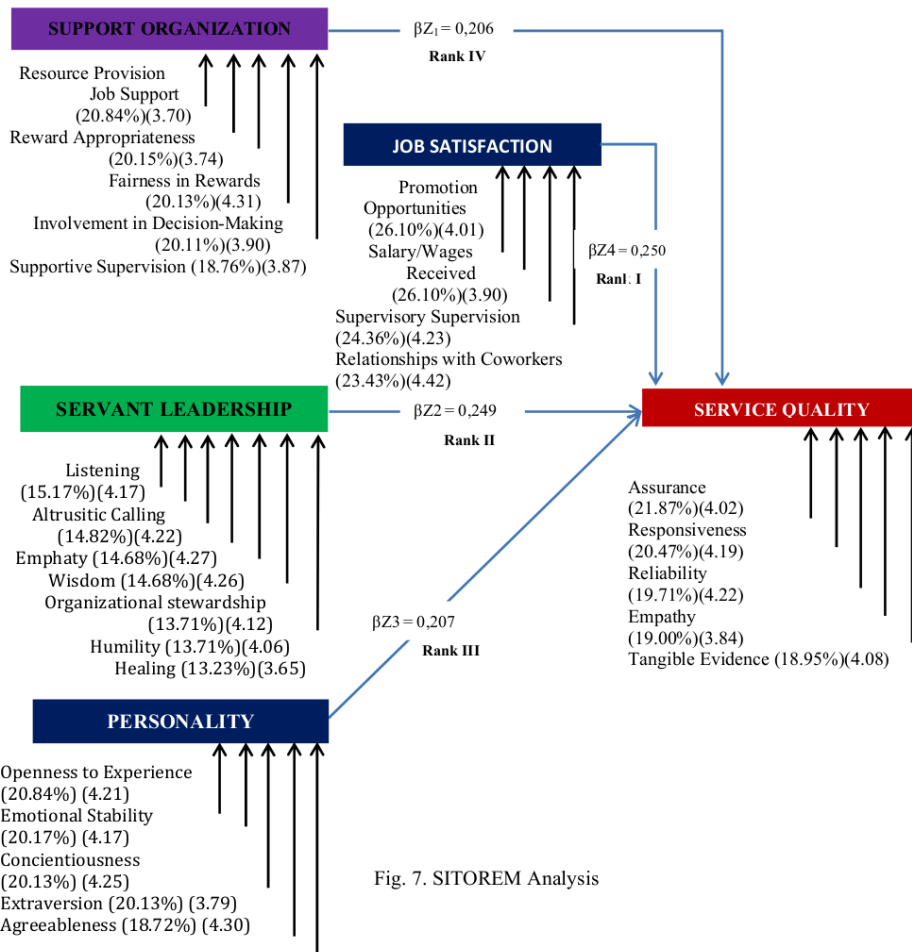 SUPPORT ORGANIZATION
βZ1 = 0,206
Rank IV
Resource Provision
Job Support
(20.84%)(3.70)
Reward Appropriateness
(20.15%)(3.74)
Fairness in Rewards
(20.13%)(4.31)
Involvement in Decision-Making
(20.11%)(3.90)
Supportive Supervision (18.76%)(3.87)
JOB SATISFACTION
Promotion
Opportunities
(26.10%)(4.01)
Salary/Wages
Received
(26.10%)(3.90)
Supervisory Supervision
(24.36%)(4.23)
Relationships with Coworkers
(23.43%)(4.42)
βZ4 = 0,250
Rank I
SERVANT LEADERSHIP
βZ2 = 0,249
Rank II
Listening
(15.17%)(4.17)
Altrusitic Calling
(14.82%)(4.22)
Emphaty (14.68%)(4.27)
Wisdom (14.68%)(4.26)
Organizational stewardship
(13.71%)(4.12)
Humility (13.71%)(4.06)
Healing (13.23%)(3.65)
SERVICE QUALITY
Assurance
(21.87%)(4.02)
Responsiveness
(20.47%)(4.19)
Reliability
(19.71%)(4.22)
Empathy
(19.00%)(3.84)
Tangible Evidence (18.95%)(4.08)
βZ3 = 0,207
Rank III
PERSONALITY
Openness to Experience
(20.84%) (4.21)
Emotional Stability
(20.17%) (4.17)
Concientiousness
(20.13%) (4.25)
Extraversion (20.13%) (3.79)
Agreeableness (18.72%) (4.30)
Fig. 7. SITOREM Analysis